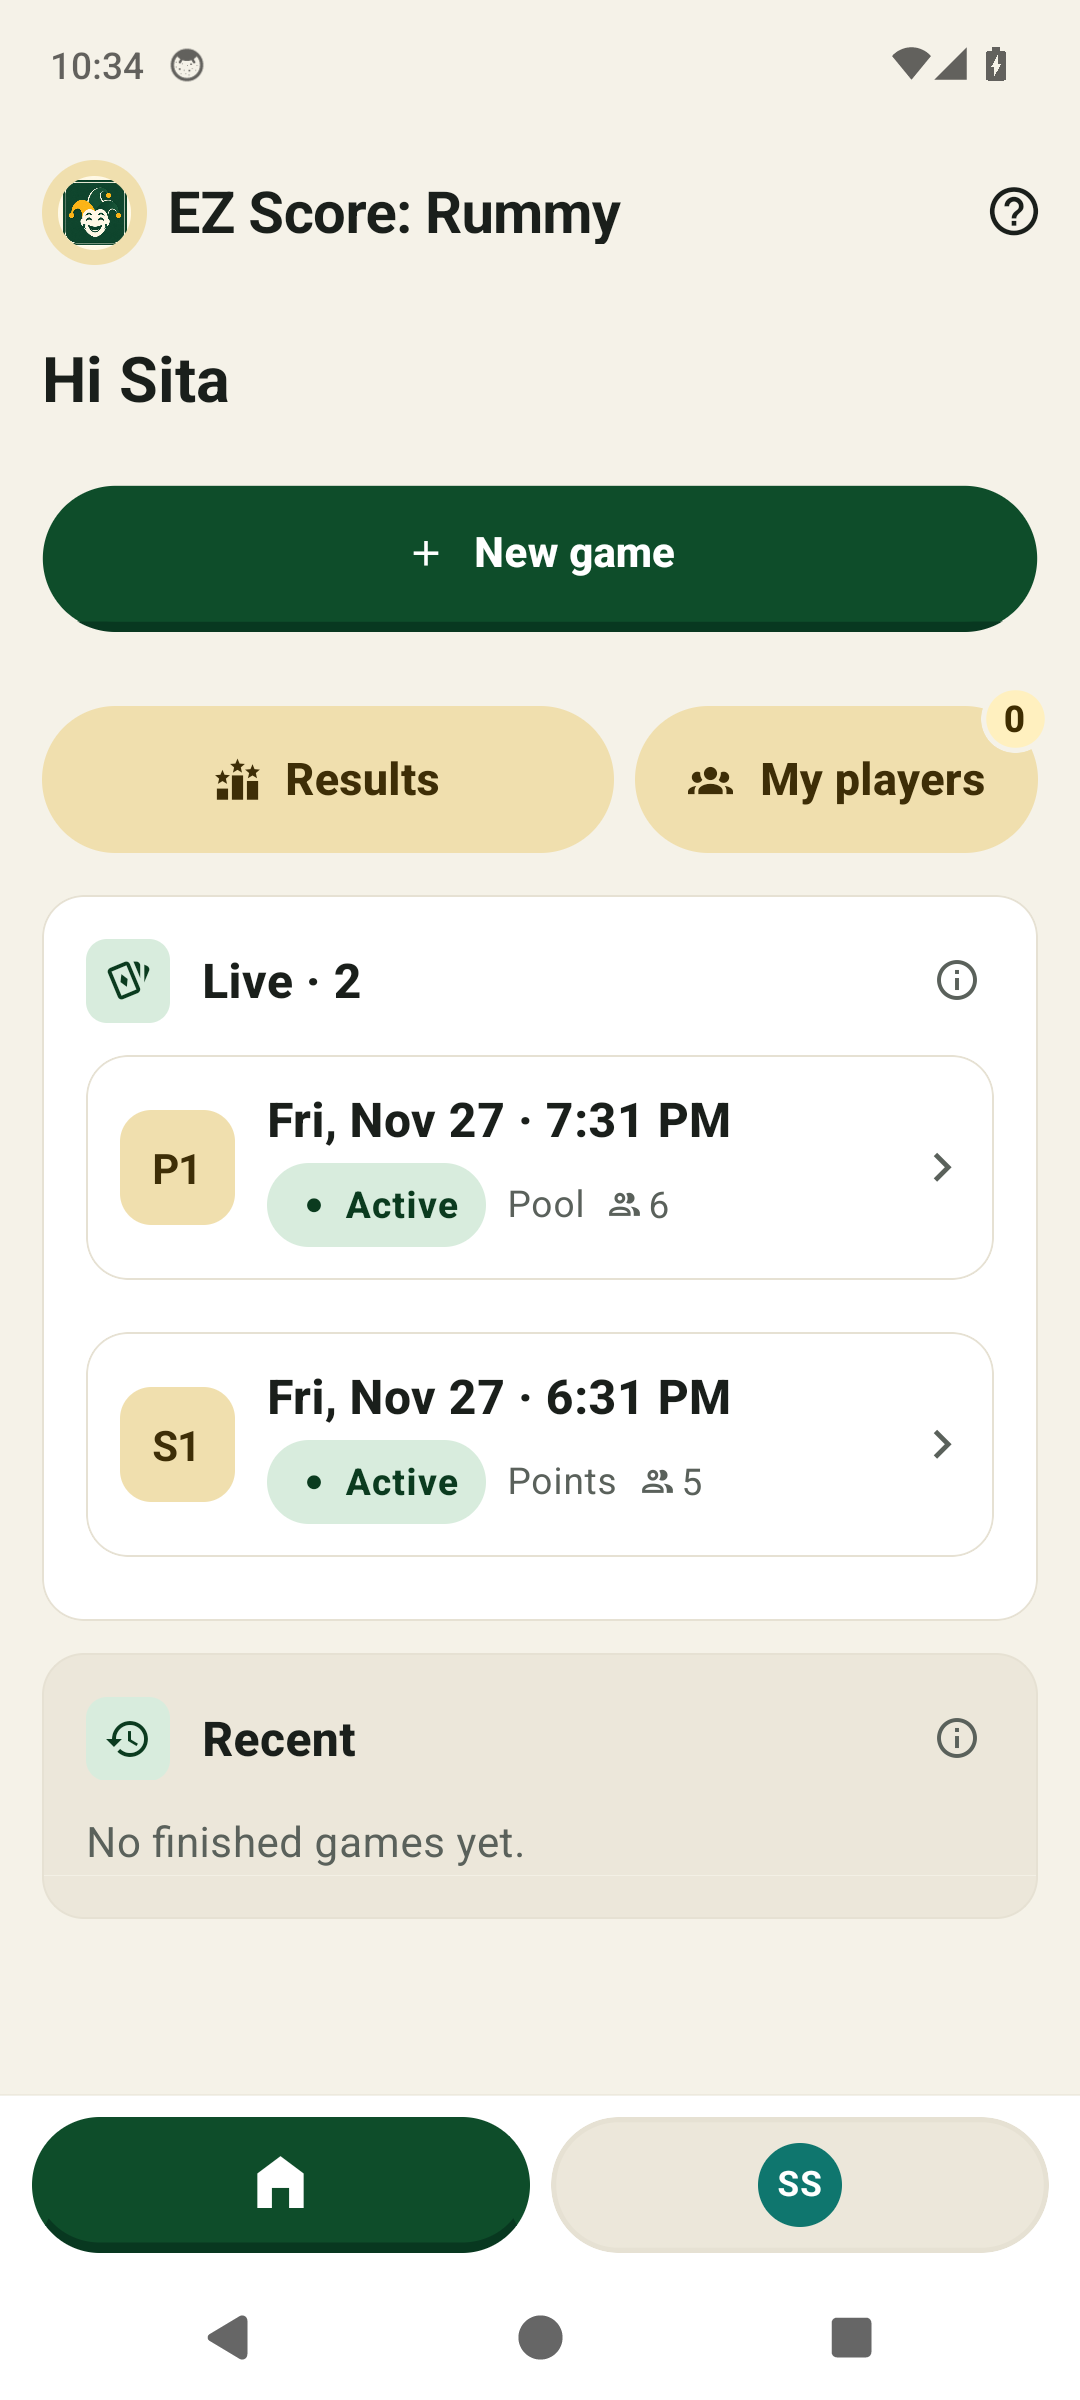 10:34
EZ Score: Rummy
Hi Sita
+ New game
Results
My players
0
Live · 2
P1
Fri, Nov 27 · 7:31 PM
• Active Pool 6
S1
Fri, Nov 27 · 6:31 PM
• Active Points 5
Recent
No finished games yet.
SS